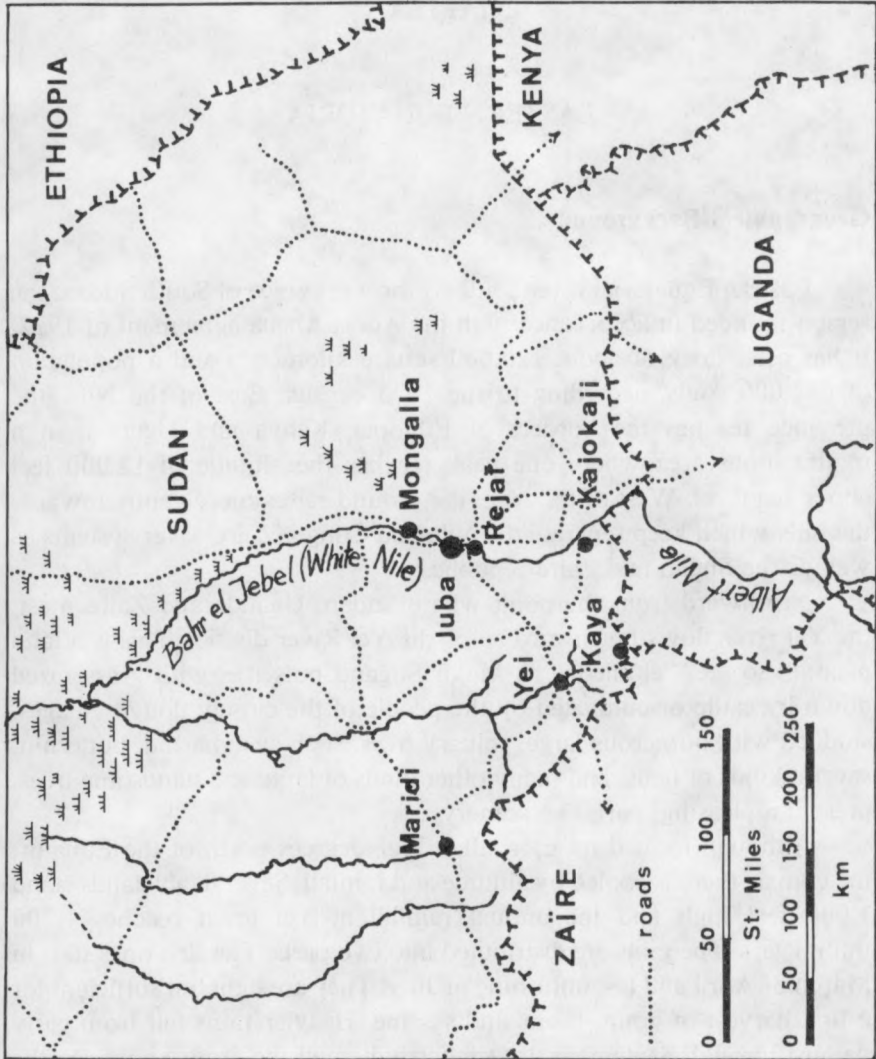 ETHIOPIA
SUDAN
Bahr el Jebel (White Nile)
Maridi
Mongalla
Juba
Rejaf
Yei
KENYA
ZAIRE
Kajokaji
Kaya
roads
Albert Nile
UGANDA
0 50 100 150
St. Miles
0 50 100 150 200 250
km